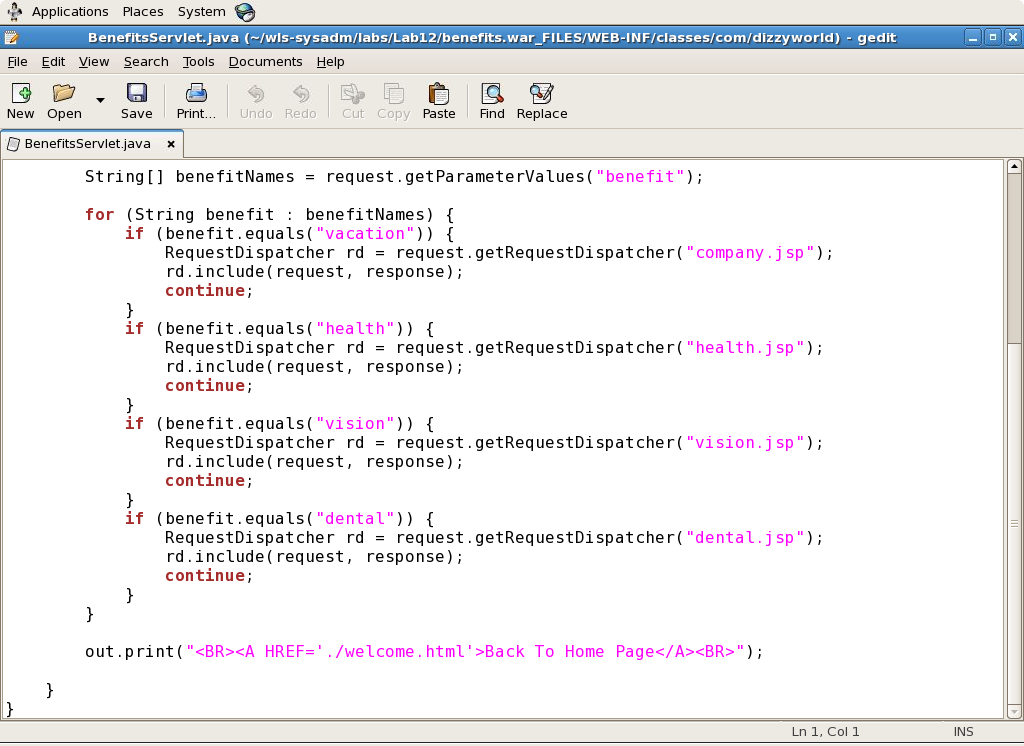 Applications Places System
BenefitsServlet.java (~/wls-sysadm/labs/Lab12/benefits.war_FILES/WEB-INF/classes/com/dizzyworld) - gedit
File Edit View Search Tools Documents Help
New Open Save Print... Undo Redo Cut Copy Paste Find Replace
BenefitsServlet.java
        String[] benefitNames = request.getParameterValues("benefit");
        for (String benefit : benefitNames) {
            if (benefit.equals("vacation")) {
                RequestDispatcher rd = request.getRequestDispatcher("company.jsp");
                rd.include(request, response);
                continue;
            }
            if (benefit.equals("health")) {
                RequestDispatcher rd = request.getRequestDispatcher("health.jsp");
                rd.include(request, response);
                continue;
            }
            if (benefit.equals("vision")) {
                RequestDispatcher rd = request.getRequestDispatcher("vision.jsp");
                rd.include(request, response);
                continue;
            }
            if (benefit.equals("dental")) {
                RequestDispatcher rd = request.getRequestDispatcher("dental.jsp");
                rd.include(request, response);
                continue;
            }
        }
        out.print("<BR><A HREF='./welcome.html'>Back To Home Page</A><BR>");
    }
}
Ln 1, Col 1 INS